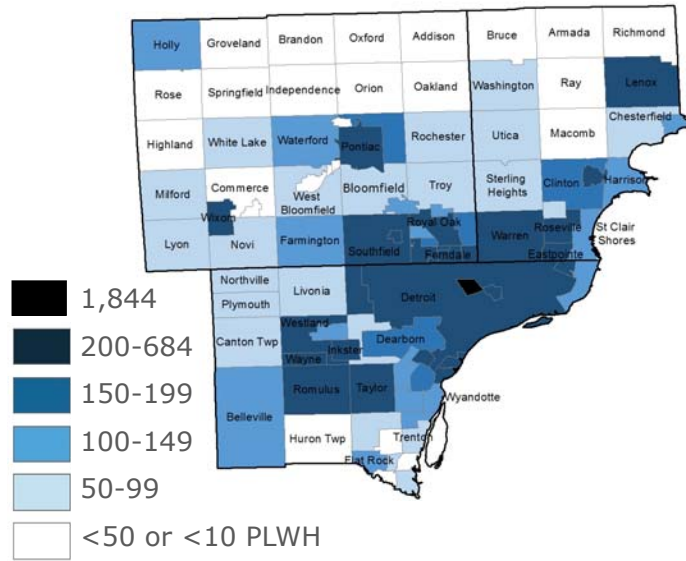 Holly Groveland Brandon Oxford Addison Bruce Armada Richmond
Rose Springfield Independence Orion Oakland Washington Ray Lenox
Highland White Lake Waterford Pontiac Rochester Utica Macomb Chesterfield
Milford Commerce West Bloomfield Bloomfield Troy Sterling Heights Clinton Harrison
Wixom
Lyon Novi Farmington Southfield Royal Oak Ferndale Warren Roseville Eastpointe St Clair Shores
Northville Livonia Detroit
Plymouth
Canton Twp Westland Dearborn
Wayne Inkster
Belleville Romulus Taylor Wyandotte
Huron Twp Trenton
Flat Rock
1,844
200-684
150-199
100-149
50-99
<50 or <10 PLWH